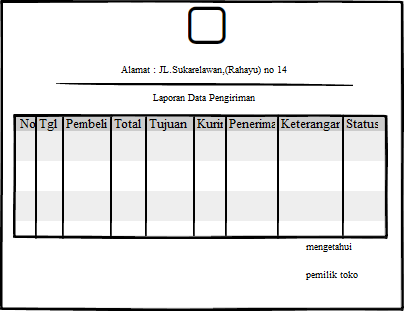 Alamat : JL.Sukarelawan,(Rahayu) no 14
Laporan Data Pengiriman
No Tgl Pembeli Total Tujuan Kurir Penerima Keterangan Status
mengetahui
pemilik toko